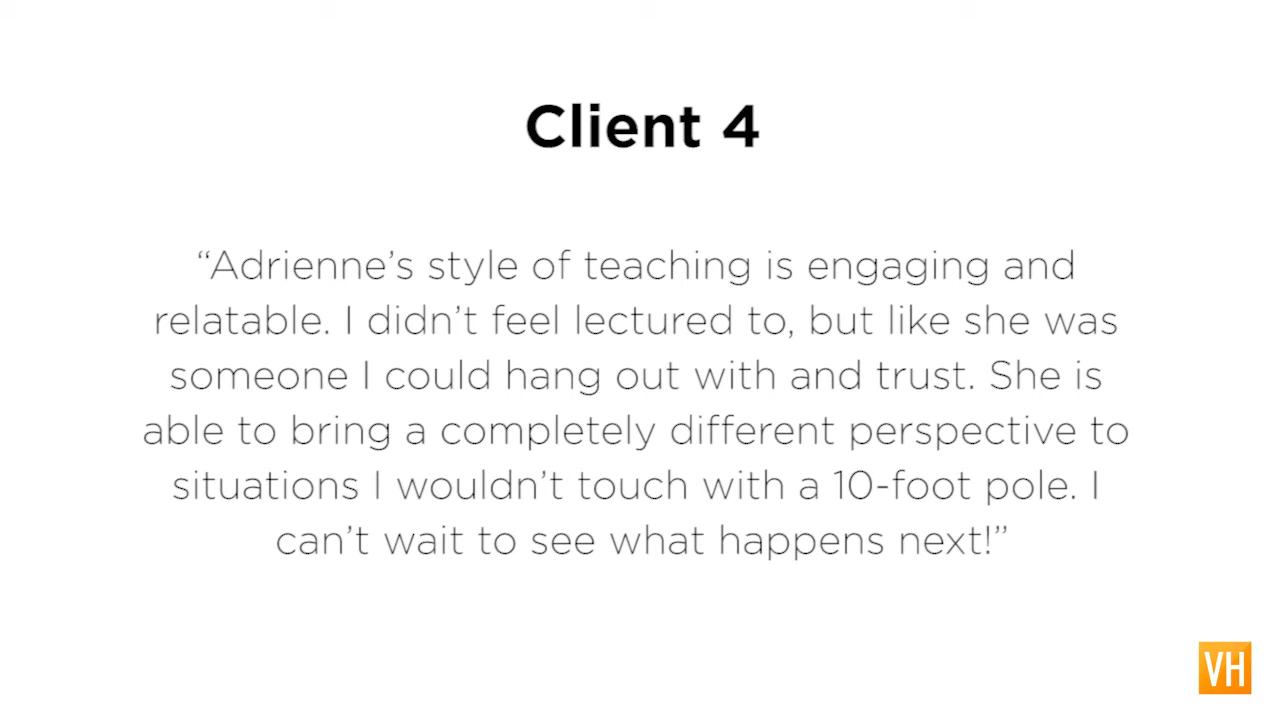 Client 4
“Adrienne’s style of teaching is engaging and
relatable. I didn’t feel lectured to, but like she was
someone I could hang out with and trust. She is
able to bring a completely different perspective to
situations I wouldn’t touch with a 10-foot pole. I
can’t wait to see what happens next!”
VH